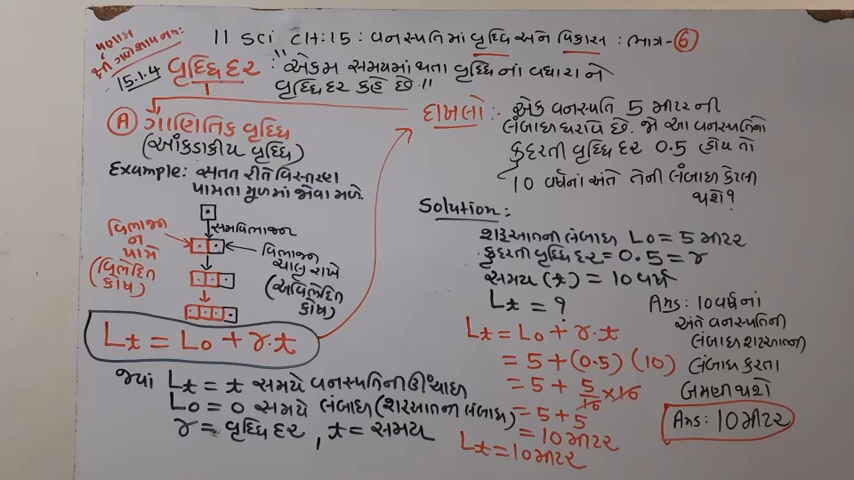 પ્રણામ
શ્રી ગણેશાય નમઃ
11 sci CH:15: વનસ્પતિમાં વૃધ્ધિ અને વિકાસ : ભાગ-6
15.1.4 વૃધ્ધિ દર : "એકમ સમયમાં થતા વૃધ્ધિ નાં વધારા ને
વૃધ્ધિ દર કહે છે."
A ગાણિતિક વૃધ્ધિ
(આંકડાકીય વૃધ્ધિ)
Example: સતત રીતે વિસ્તરણ
પામતા મૂળમાં જોવા મળે.
સમવિભાજન
વિભાજન
ન
પામે
(વિભેદિત
કોષ)
વિભાજન
ચાલુ રાખે
(અવિભેદિત
કોષ)
Lt = L0 + r.t
જ્યાં Lt = t સમયે વનસ્પતિની ઊંચાઇ
L0 = 0 સમયે લંબાઇ (શરૂઆતની લંબાઇ)
r = વૃધ્ધિ દર , t = સમય
દાખલો :- એક વનસ્પતિ 5 મીટર ની
લંબાઇ ધરાવે છે. જો આ વનસ્પતિનો
કુદરતી વૃધ્ધિ દર 0.5 હોય તો
10 વર્ષનાં અંતે તેની લંબાઇ કેટલી
થશે?
Solution:
શરૂઆતની લંબાઇ L0 = 5 મીટર
કુદરતી વૃધ્ધિ દર = 0.5 = r
સમય (t) = 10 વર્ષ
Lt = ?
Lt = L0 + r.t
= 5 + (0.5) (10)
= 5 + 5/10 × 10
= 5 + 5
= 10 મીટર
Lt = 10 મીટર
Ans: 10 વર્ષનાં
અંતે વનસ્પતિની
લંબાઇ શરૂઆતની
લંબાઇ કરતા
બમણી થશે
Ans: 10 મીટર